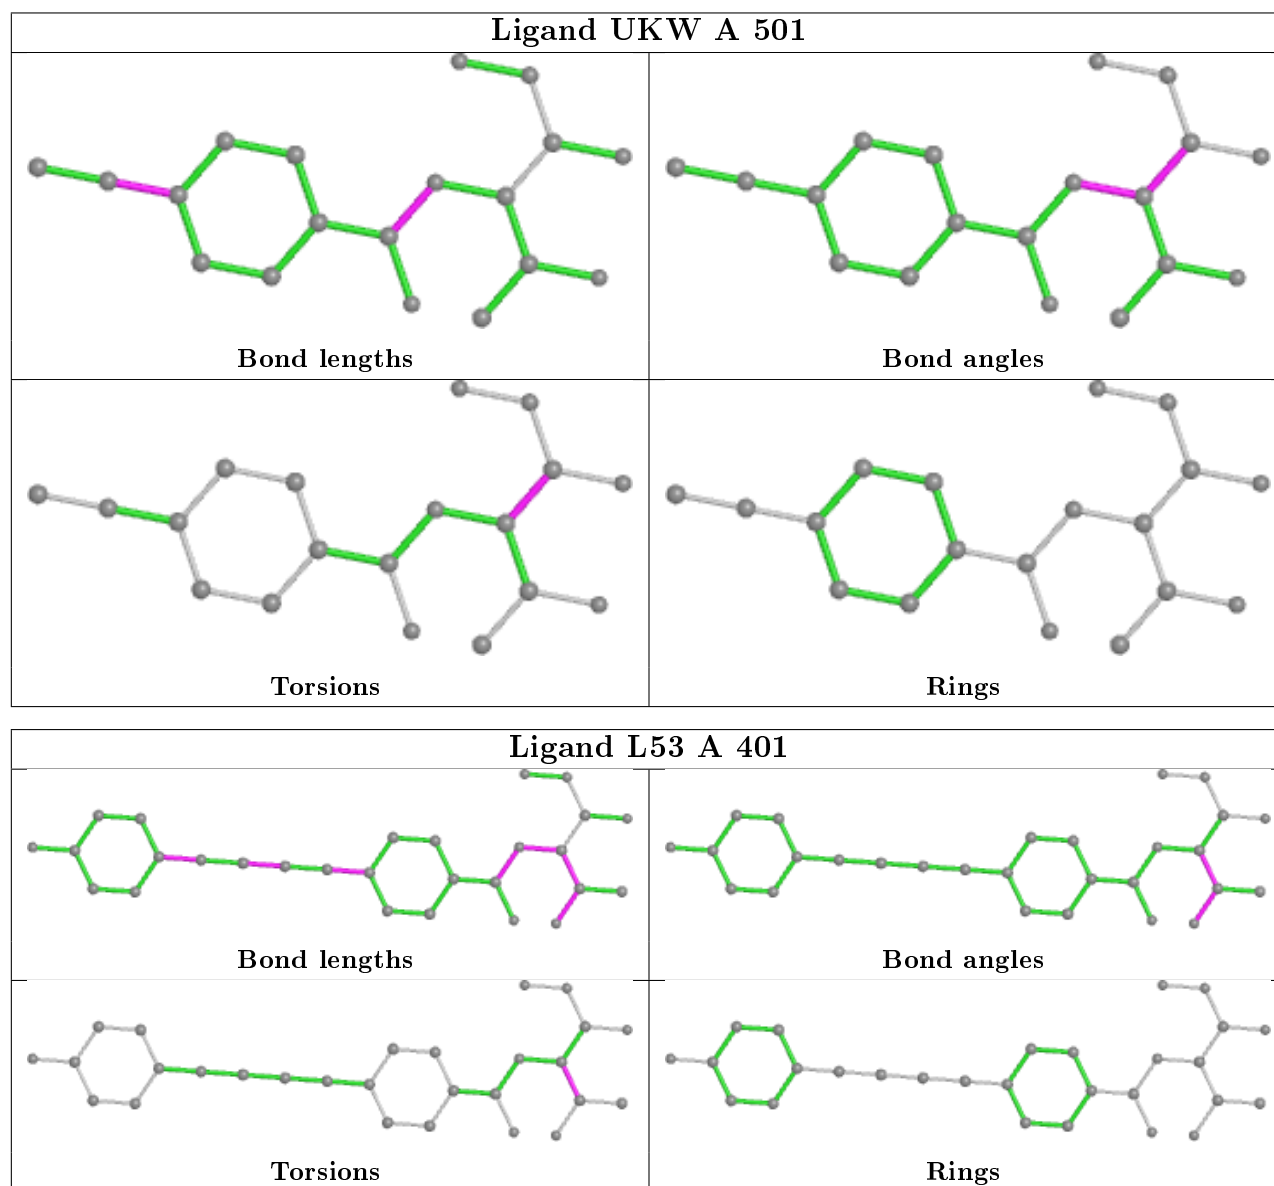 Ligand UKW A 501
Bond lengths
Bond angles
Torsions
Rings
Ligand L53 A 401
Bond lengths
Bond angles
Torsions
Rings